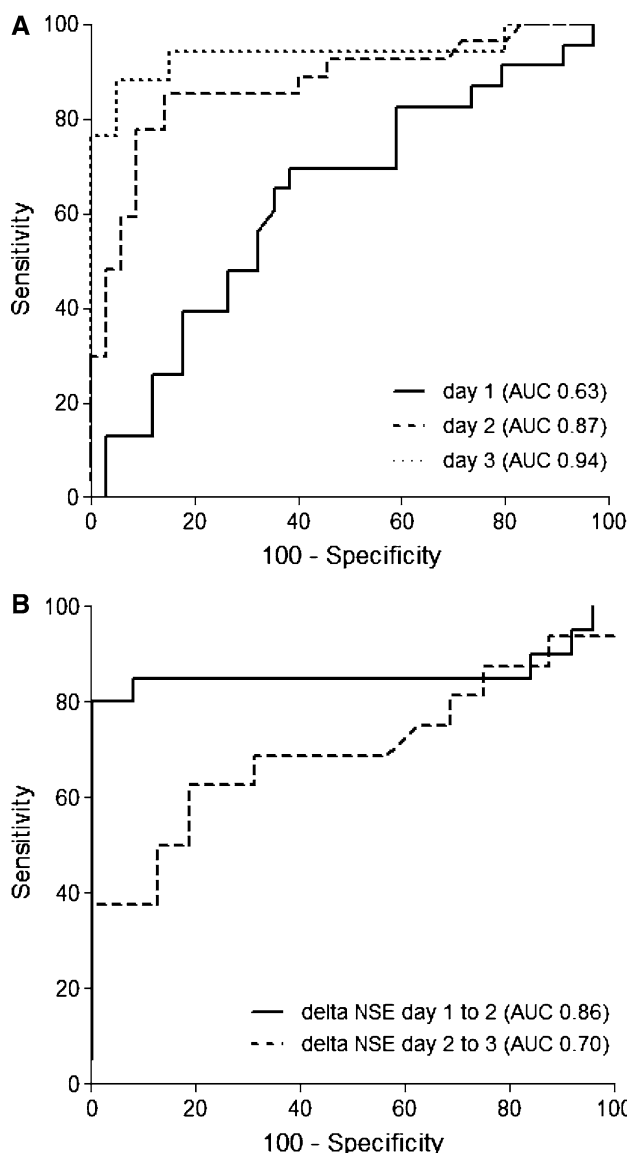 A
100
80
60
40
20
0
Sensitivity
day 1 (AUC 0.63)
day 2 (AUC 0.87)
day 3 (AUC 0.94)
0 20 40 60 80 100
100 - Specificity
B
100
80
60
40
20
0
Sensitivity
delta NSE day 1 to 2 (AUC 0.86)
delta NSE day 2 to 3 (AUC 0.70)
0 20 40 60 80 100
100 - Specificity